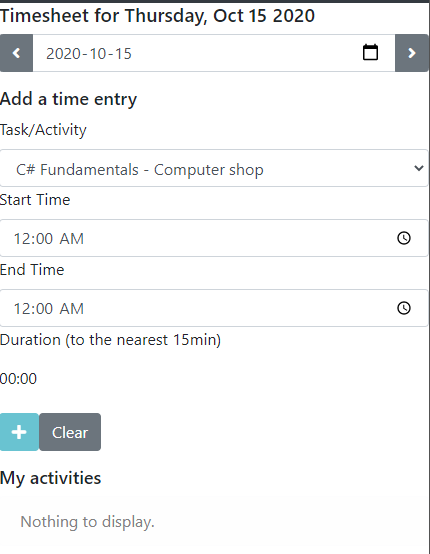 Timesheet for Thursday, Oct 15 2020
2020-10-15
Add a time entry
Task/Activity
C# Fundamentals - Computer shop
Start Time
12:00 AM
End Time
12:00 AM
Duration (to the nearest 15min)
00:00
+ Clear
My activities
Nothing to display.